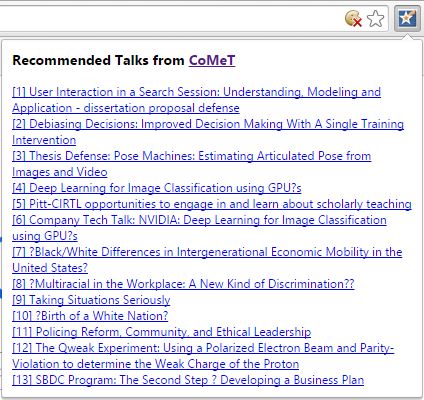 Recommended Talks from CoMeT
[1] User Interaction in a Search Session: Understanding, Modeling and
Application - dissertation proposal defense
[2] Debiasing Decisions: Improved Decision Making With A Single Training
Intervention
[3] Thesis Defense: Pose Machines: Estimating Articulated Pose from
Images and Video
[4] Deep Learning for Image Classification using GPU?s
[5] Pitt-CIRTL opportunities to engage in and learn about scholarly teaching
[6] Company Tech Talk: NVIDIA: Deep Learning for Image Classification
using GPU?s
[7] ?Black/White Differences in Intergenerational Economic Mobility in the
United States?
[8] ?Multiracial in the Workplace: A New Kind of Discrimination??
[9] Taking Situations Seriously
[10] ?Birth of a White Nation?
[11] Policing Reform, Community, and Ethical Leadership
[12] The Qweak Experiment: Using a Polarized Electron Beam and Parity-
Violation to determine the Weak Charge of the Proton
[13] SBDC Program: The Second Step ? Developing a Business Plan